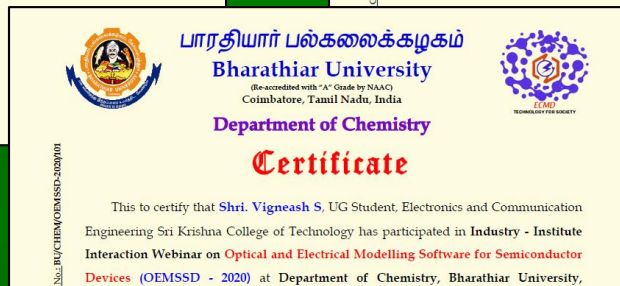 பாரதியார் பல்கலைக்கழகம்
Bharathiar University
(Re-accredited with "A" Grade by NAAC)
Coimbatore, Tamil Nadu, India
ECMD
TECHNOLOGY FOR SOCIETY
Department of Chemistry
Certificate
No.: BU/CHEM/OEMSSD-2020/101
This to certify that Shri. Vigneash S, UG Student, Electronics and Communication
Engineering Sri Krishna College of Technology has participated in Industry - Institute
Interaction Webinar on Optical and Electrical Modelling Software for Semiconductor
Devices (OEMSSD - 2020) at Department of Chemistry, Bharathiar University,